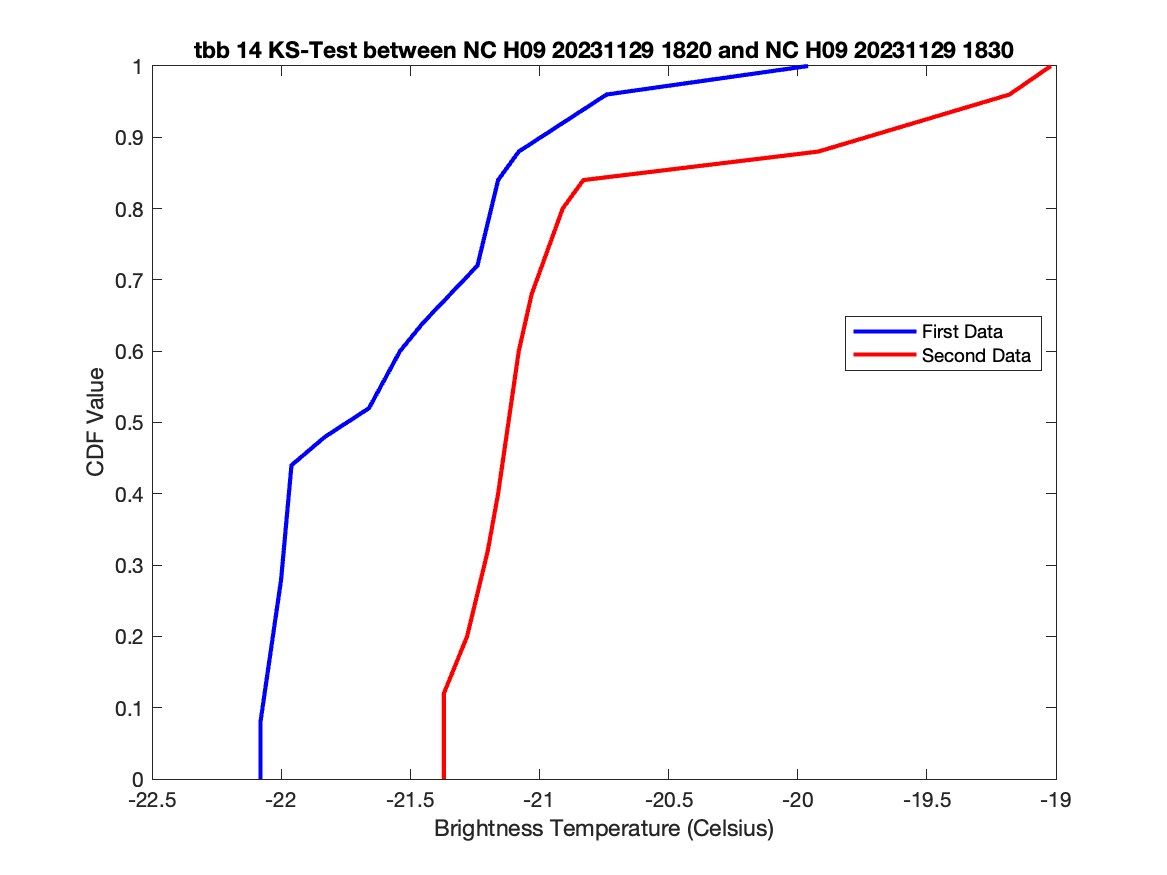 tbb 14 KS-Test between NC H09 20231129 1820 and NC H09 20231129 1830
1
0.9
0.8
0.7
0.6
0.5
0.4
0.3
0.2
0.1
0
CDF Value
First Data
Second Data
-22.5 -22 -21.5 -21 -20.5 -20 -19.5 -19
Brightness Temperature (Celsius)